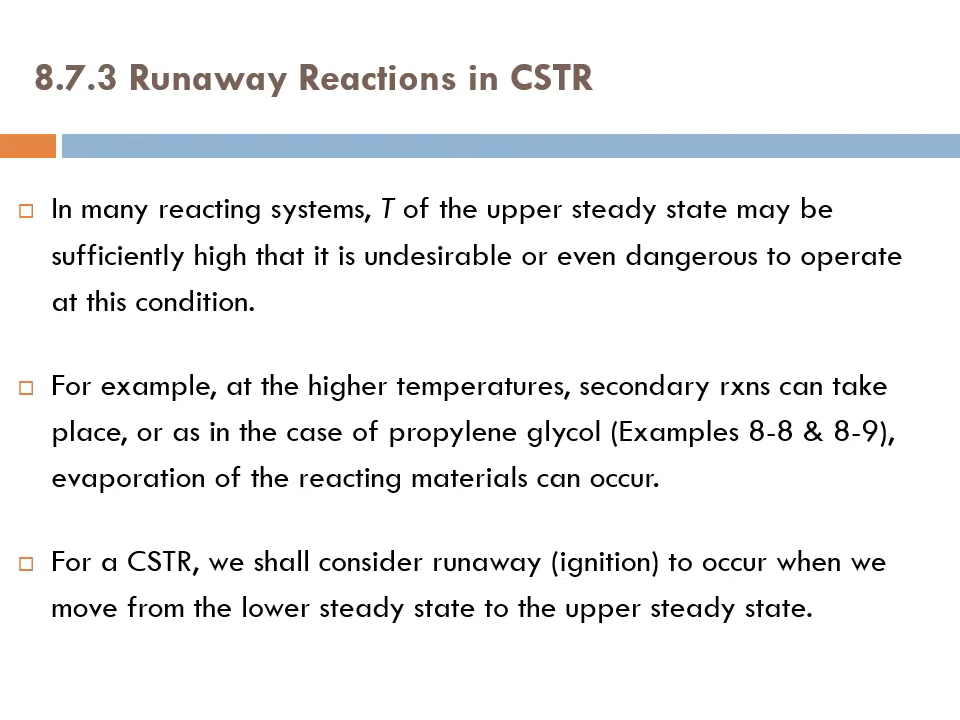 8.7.3 Runaway Reactions in CSTR
In many reacting systems, T of the upper steady state may be
sufficiently high that it is undesirable or even dangerous to operate
at this condition.
For example, at the higher temperatures, secondary rxns can take
place, or as in the case of propylene glycol (Examples 8-8 & 8-9),
evaporation of the reacting materials can occur.
For a CSTR, we shall consider runaway (ignition) to occur when we
move from the lower steady state to the upper steady state.